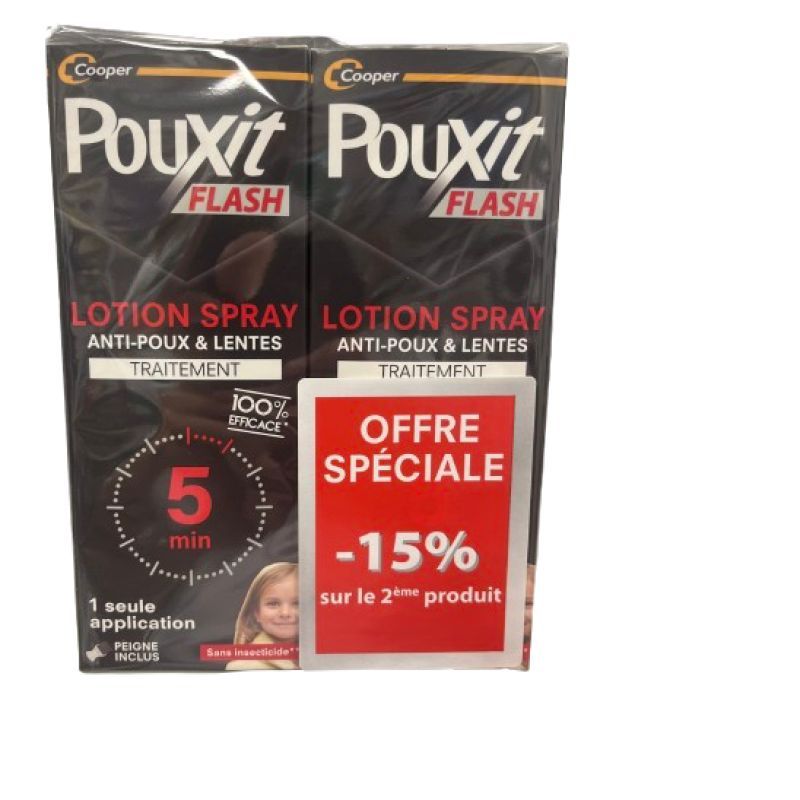 Cooper
PouXit
FLASH
LOTION SPRAY
ANTI-POUX & LENTES
TRAITEMENT
100%
EFFICACE*
5
min
1 seule
application
PEIGNE
INCLUS
Sans insecticide**
Cooper
PouXit
FLASH
LOTION SPRAY
ANTI-POUX & LENTES
TRAITEMENT
OFFRE
SPÉCIALE
-15%
sur le 2ème produit